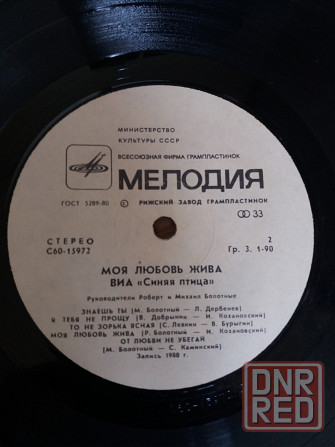 МИНИСТЕРСТВО
КУЛЬТУРЫ СССР
ВСЕСОЮЗНАЯ ФИРМА ГРАМПЛАСТИНОК
МЕЛОДИЯ
ГОСТ 5289-80 © РИЖСКИЙ ЗАВОД ГРАМПЛАСТИНОК
33
СТЕРЕО 2
С60-15972 Гр. 3. 1-90
МОЯ ЛЮБОВЬ ЖИВА
ВИА «Синяя птица»
Руководители Роберт и Михаил Болотные
ЗНАЕШЬ ТЫ (М. Болотный — Л. Дербенев)
Я ТЕБЯ НЕ ПРОЩУ (В. Добрынин — И. Кохановский)
ТО НЕ ЗОРЬКА ЯСНАЯ (С. Левкин — В. Бурыгин)
МОЯ ЛЮБОВЬ ЖИВА (Р. Болотный — И. Кохановский)
ОТ ЛЮБВИ НЕ УБЕГАЙ
(М. Болотный — С. Каминский)
Запись 1980 г.
DNR
RED